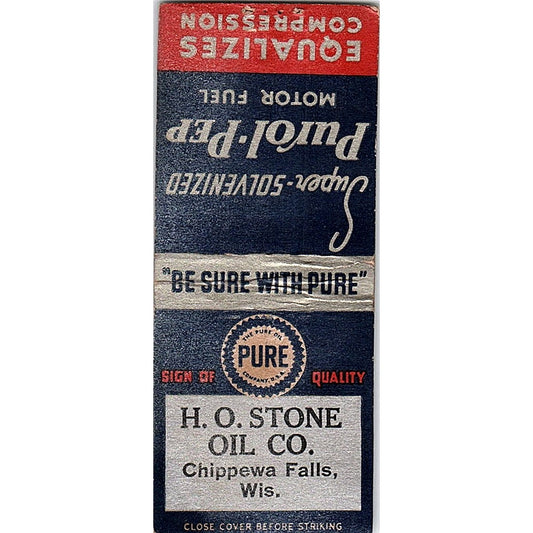 Super-SOLVENIZED
Purol-PEP
MOTOR FUEL
EQUALIZES
COMPRESSION
"BE SURE WITH PURE"
THE PURE OIL
PURE
COMPANY, U.S.A.
SIGN OF QUALITY
H. O. STONE
OIL CO.
Chippewa Falls,
Wis.
CLOSE COVER BEFORE STRIKING